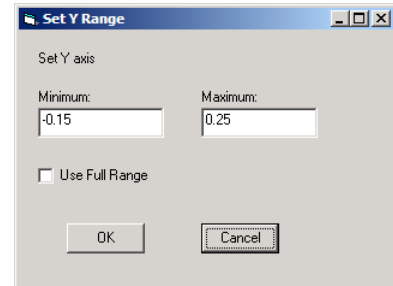 Set Y Range
Set Y axis
Minimum: Maximum:
-0.15 0.25
Use Full Range
OK Cancel